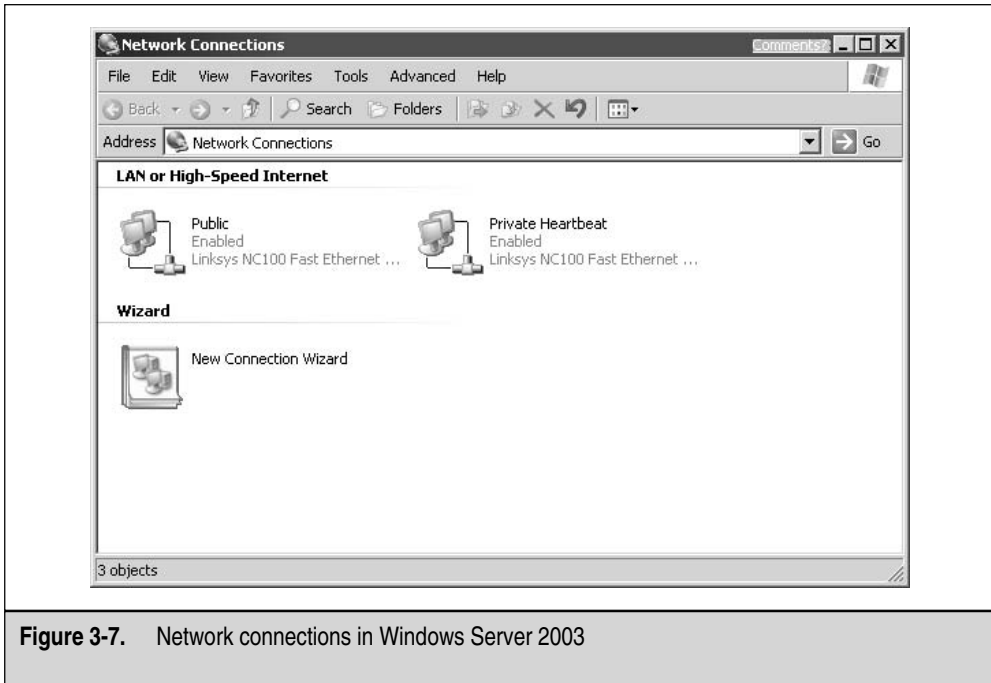 Network Connections Comments?
File Edit View Favorites Tools Advanced Help
Back Search Folders
Address Network Connections Go
LAN or High-Speed Internet
Public
Enabled
Linksys NC100 Fast Ethernet ...
Private Heartbeat
Enabled
Linksys NC100 Fast Ethernet ...
Wizard
New Connection Wizard
3 objects
Figure 3-7. Network connections in Windows Server 2003